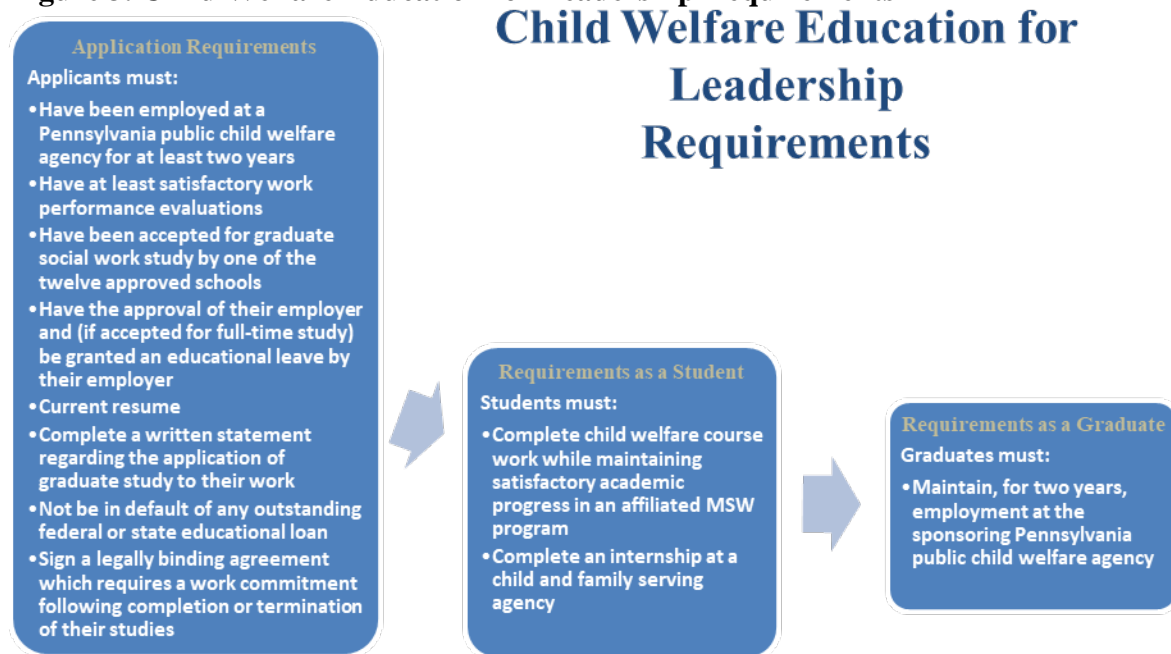 Child Welfare Education for
Leadership
Requirements
Application Requirements
Applicants must:
•Have been employed at a
Pennsylvania public child welfare
agency for at least two years
•Have at least satisfactory work
performance evaluations
•Have been accepted for graduate
social work study by one of the
twelve approved schools
•Have the approval of their employer
and (if accepted for full-time study)
be granted an educational leave by
their employer
•Current resume
•Complete a written statement
regarding the application of
graduate study to their work
•Not be in default of any outstanding
federal or state educational loan
•Sign a legally binding agreement
which requires a work commitment
following completion or termination
of their studies
Requirements as a Student
Students must:
•Complete child welfare course
work while maintaining
satisfactory academic
progress in an affiliated MSW
program
•Complete an internship at a
child and family serving
agency
Requirements as a Graduate
Graduates must:
•Maintain, for two years,
employment at the
sponsoring Pennsylvania
public child welfare agency